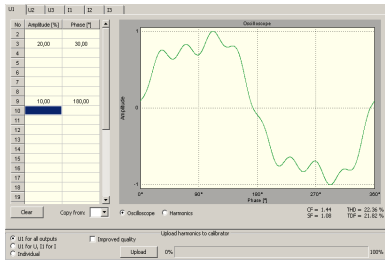 U1 U2 U3 I1 I2 I3
No Amplitude [%] Phase [°]
2
3 20,00 30,00
4
5
6
7
8
9 10,00 180,00
10
11
12
13
14
15
16
17
18
19
Clear Copy from:
Oscilloscope
Amplitude
1
0
-1
0° 90° 180° 270° 360°
Phase [°]
Oscilloscope Harmonics
CF = 1.44 THD = 22.36 %
SF = 1.08 TDF = 21.82 %
U1 for all outputs
U1 for U, I1 for I
Individual
Improved quality
Upload harmonics to calibrator
Upload 0% 100%